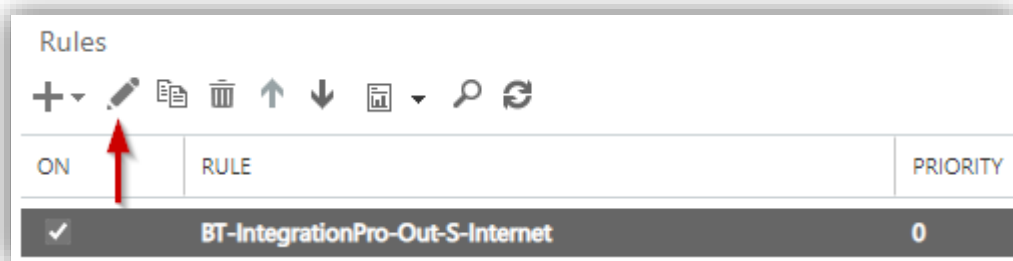 Rules
ON RULE PRIORITY
BT-IntegrationPro-Out-S-Internet 0